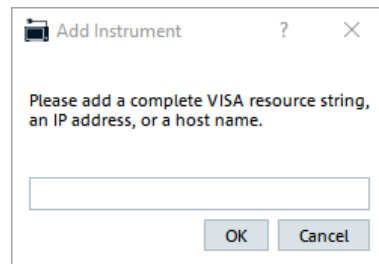 Add Instrument ?
Please add a complete VISA resource string,
an IP address, or a host name.
OK Cancel